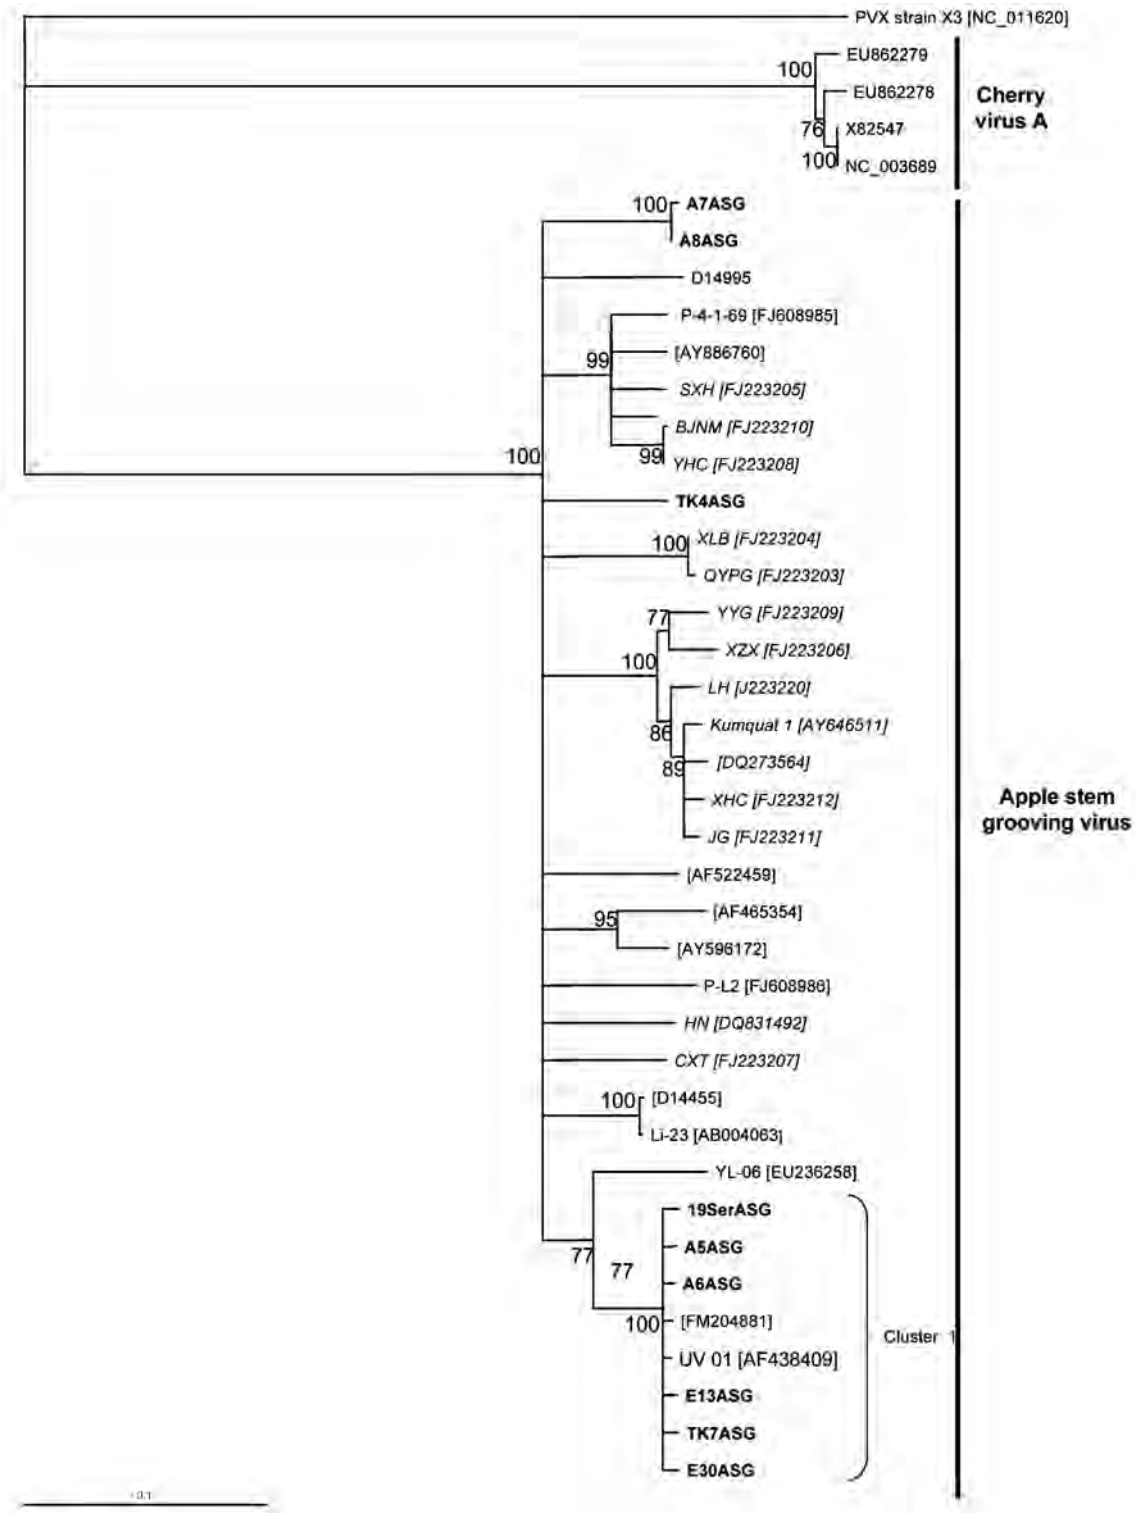 PVX strain X3 [NC_011620]
EU862279
100
EU862278
Cherry
virus A
76
X82547
100
NC_003689
100
A7ASG
A8ASG
D14995
P-4-1-69 [FJ608985]
99
[AY886760]
SXH [FJ223205]
BJNM [FJ223210]
100
99
YHC [FJ223208]
TK4ASG
100
XLB [FJ223204]
QYPG [FJ223203]
77
YYG [FJ223209]
XZX [FJ223206]
100
LH [J223220]
86
Kumquat 1 [AY646511]
89
[DQ273564]
XHC [FJ223212]
Apple stem
grooving virus
JG [FJ223211]
[AF522459]
95
[AF465354]
[AY596172]
P-L2 [FJ608986]
HN [DQ831492]
CXT [FJ223207]
100
[D14455]
Li-23 [AB004063]
YL-06 [EU236258]
19SerASG
77
A5ASG
77
A6ASG
100
[FM204881]
Cluster 1
UV 01 [AF438409]
E13ASG
TK7ASG
E30ASG
0.1